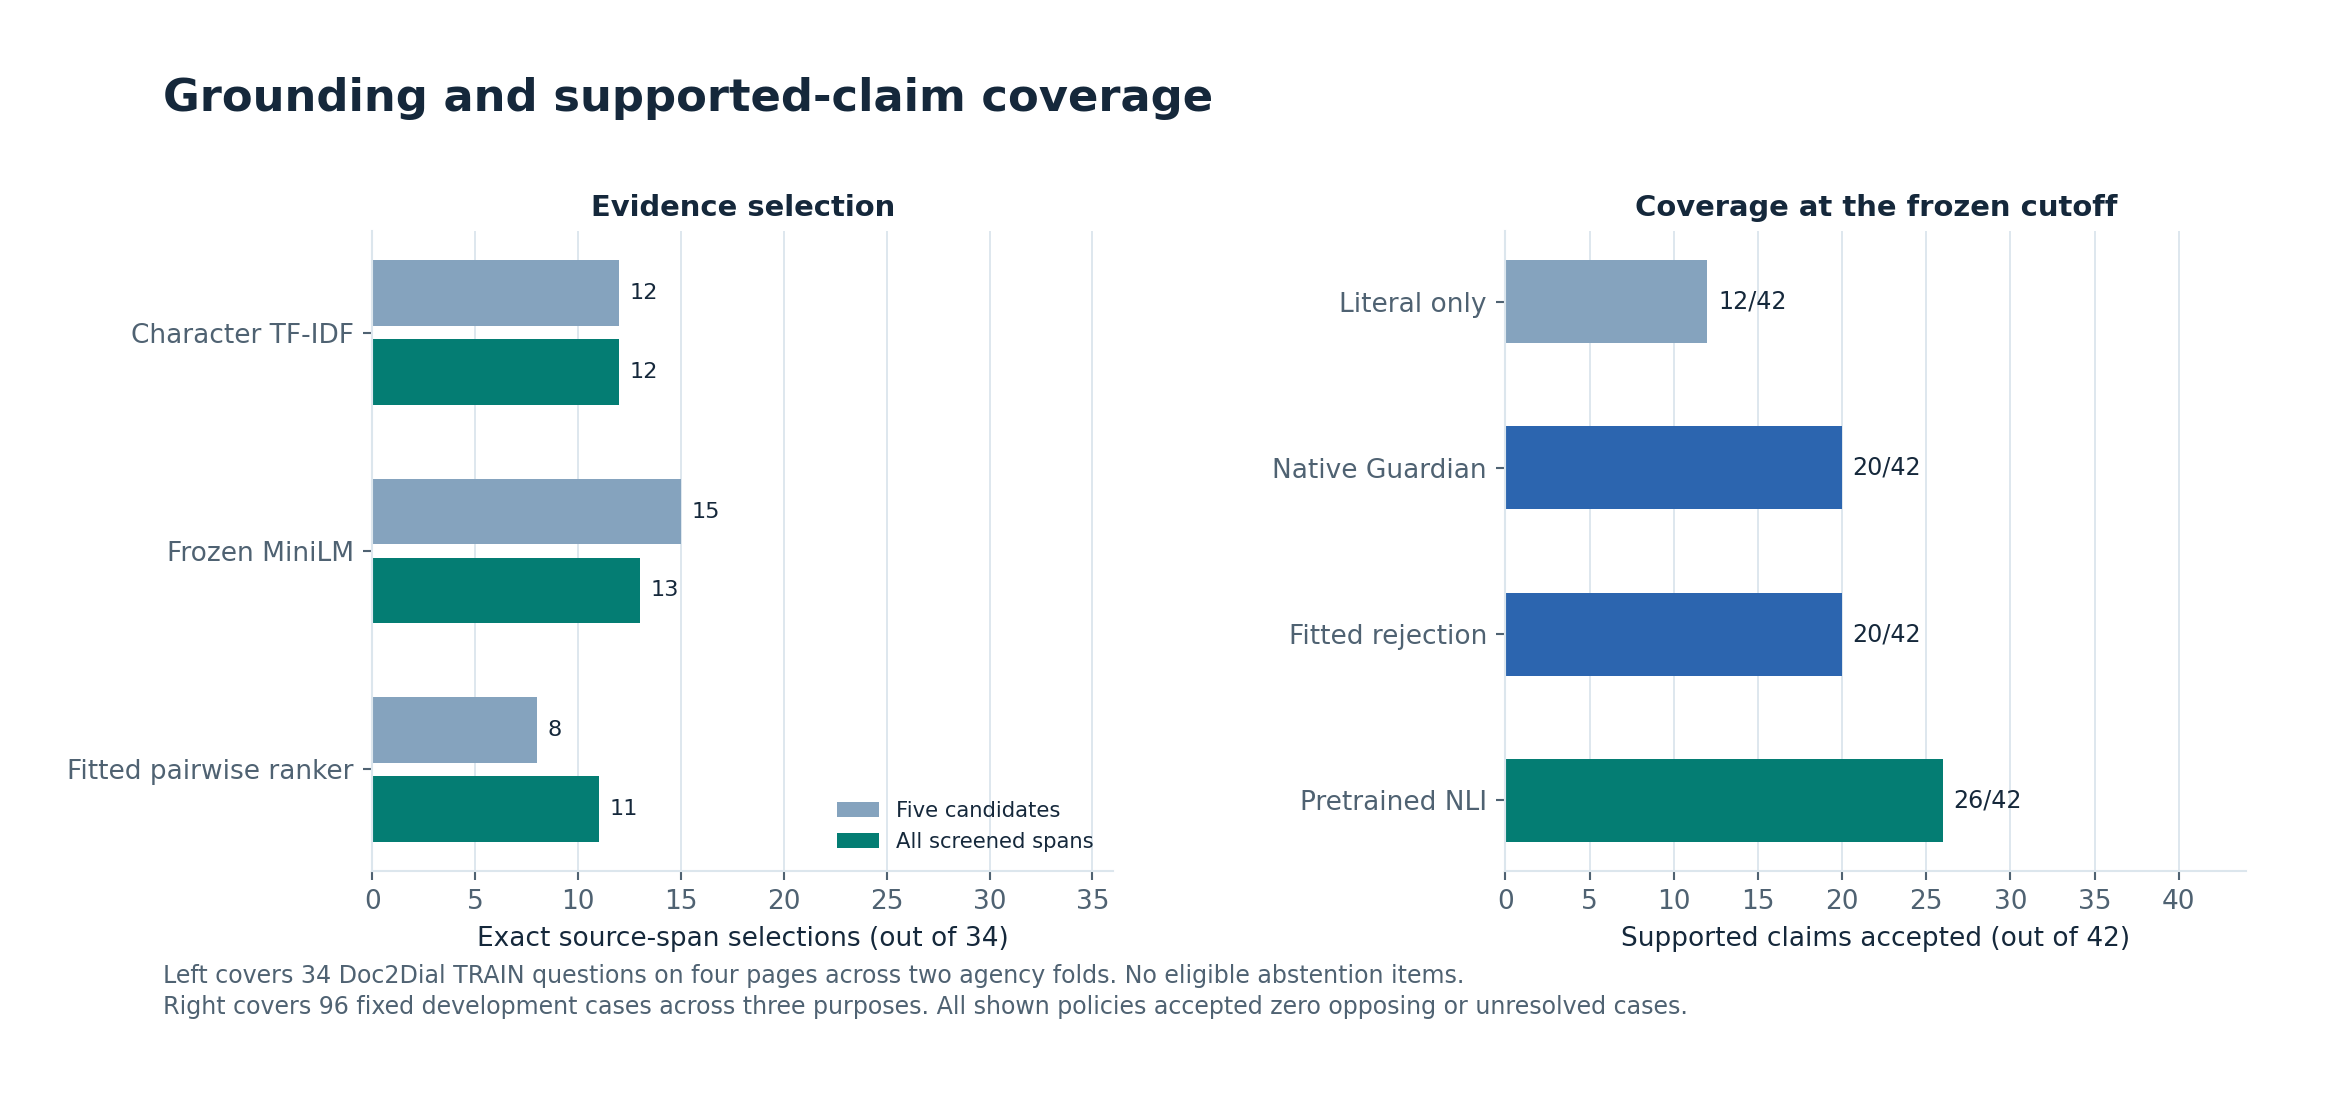 Grounding and supported-claim coverage
Evidence selection
Character TF-IDF
12
12
Frozen MiniLM
15
13
Fitted pairwise ranker
8
11
Five candidates
All screened spans
0 5 10 15 20 25 30 35
Exact source-span selections (out of 34)
Coverage at the frozen cutoff
Literal only
12/42
Native Guardian
20/42
Fitted rejection
20/42
Pretrained NLI
26/42
0 5 10 15 20 25 30 35 40
Supported claims accepted (out of 42)
Left covers 34 Doc2Dial TRAIN questions on four pages across two agency folds. No eligible abstention items.
Right covers 96 fixed development cases across three purposes. All shown policies accepted zero opposing or unresolved cases.